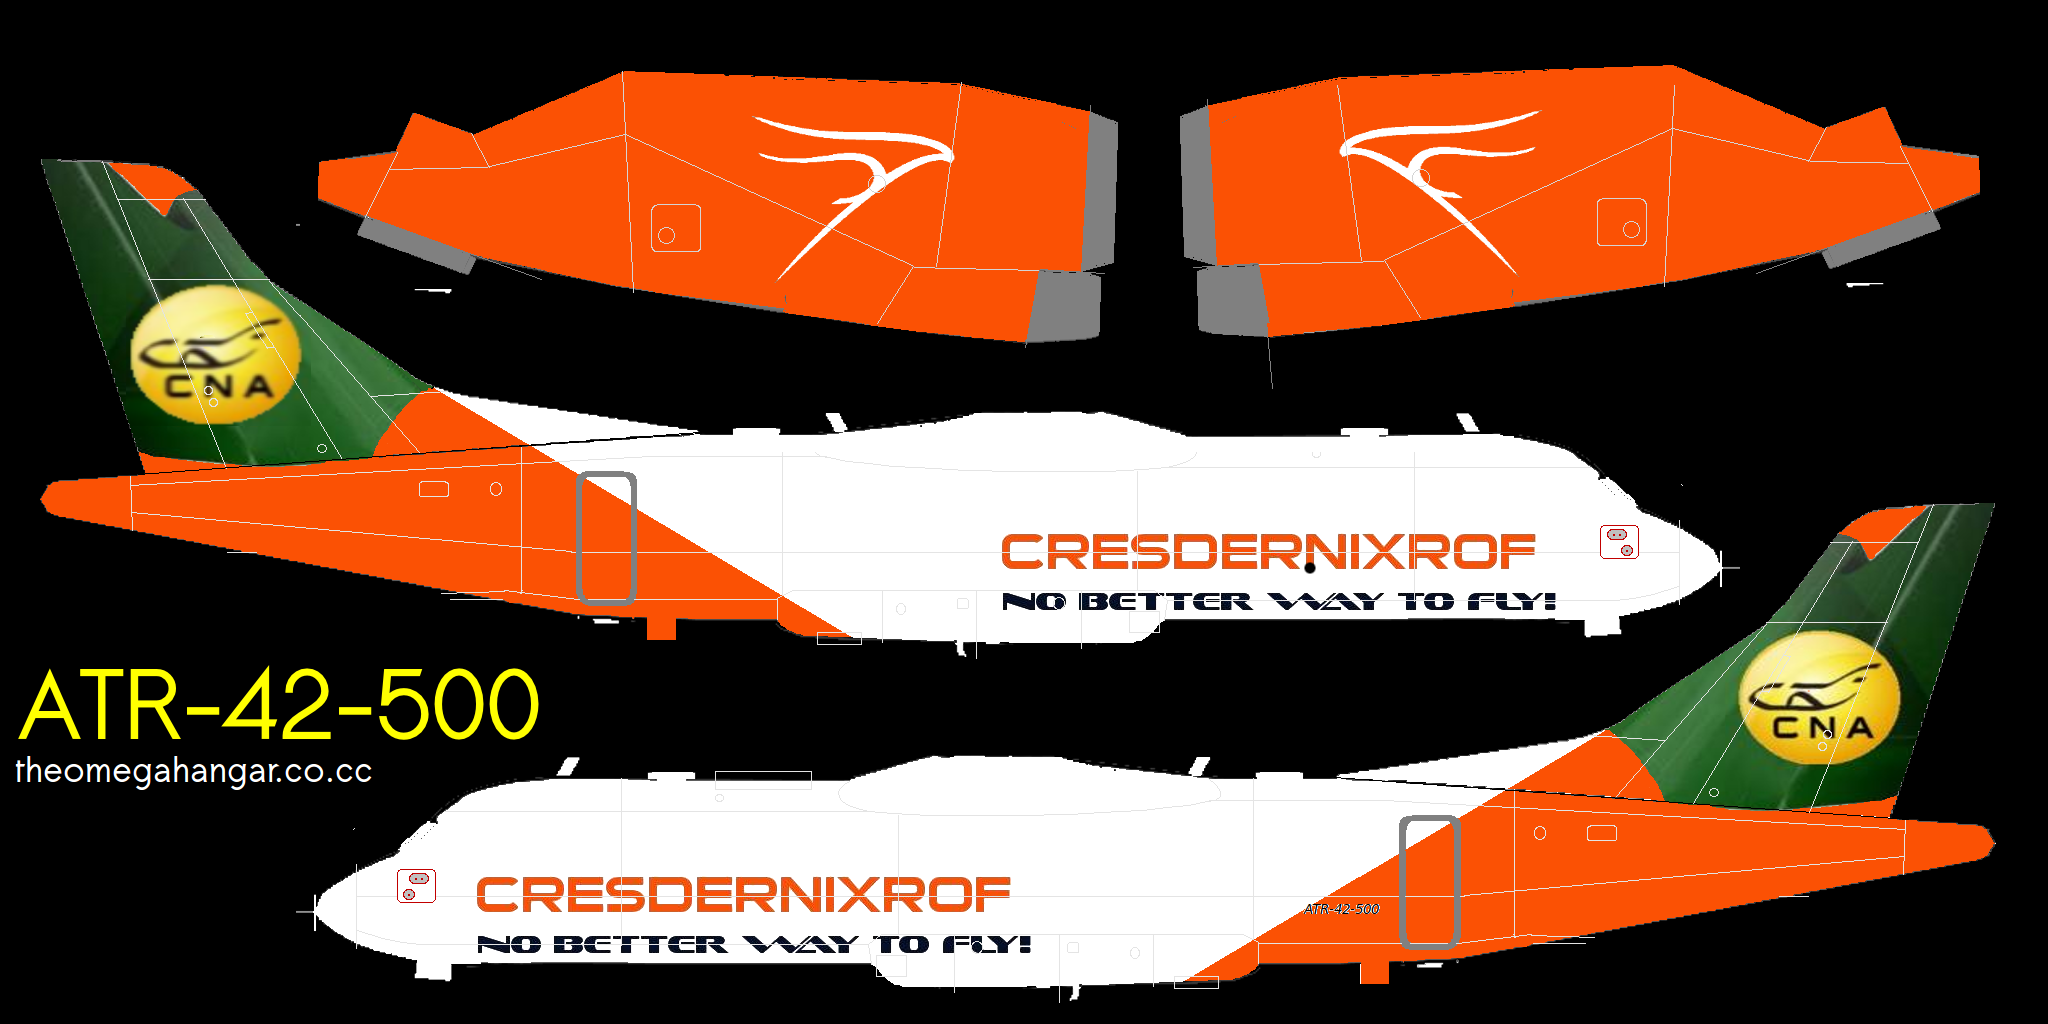 CNA
CRESDERNIXROF
NO BETTER WAY TO FLY!
ATR-42-500
theomegahangar.co.cc
CNA
CRESDERNIXROF
ATR-42-500
NO BETTER WAY TO FLY!